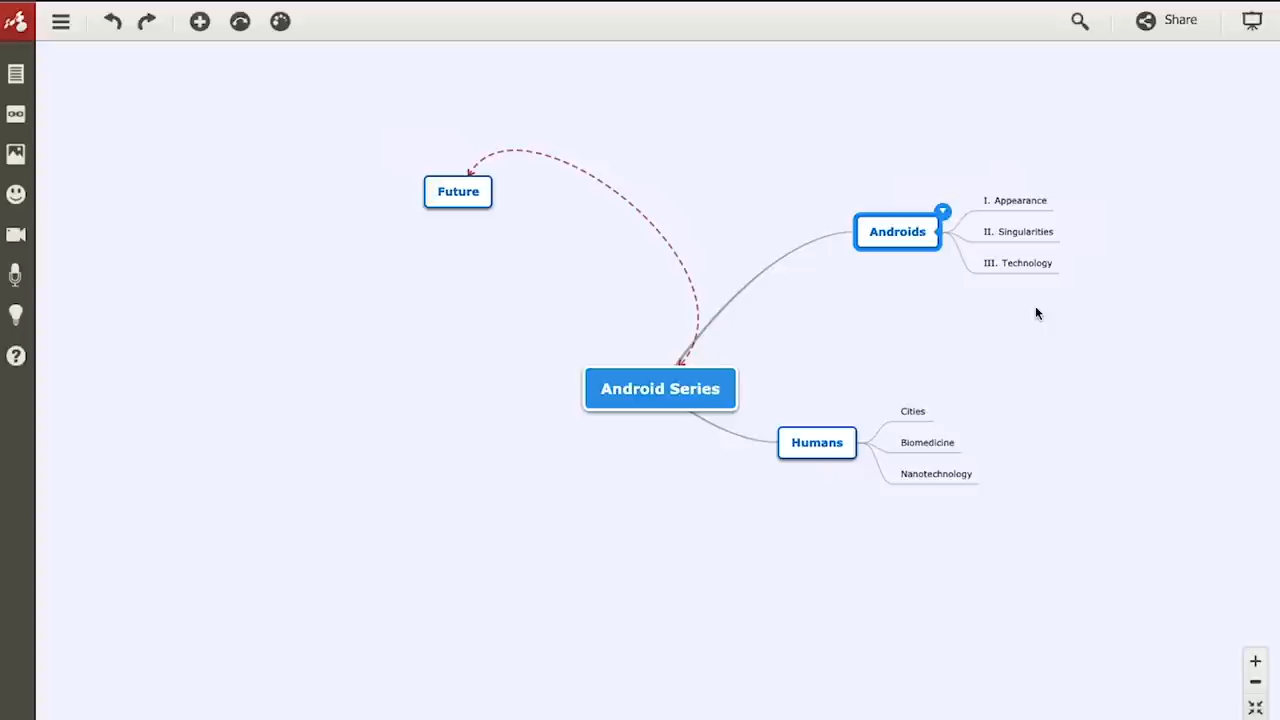 Share
Future
Androids
I. Appearance
II. Singularities
III. Technology
Android Series
Humans
Cities
Biomedicine
Nanotechnology